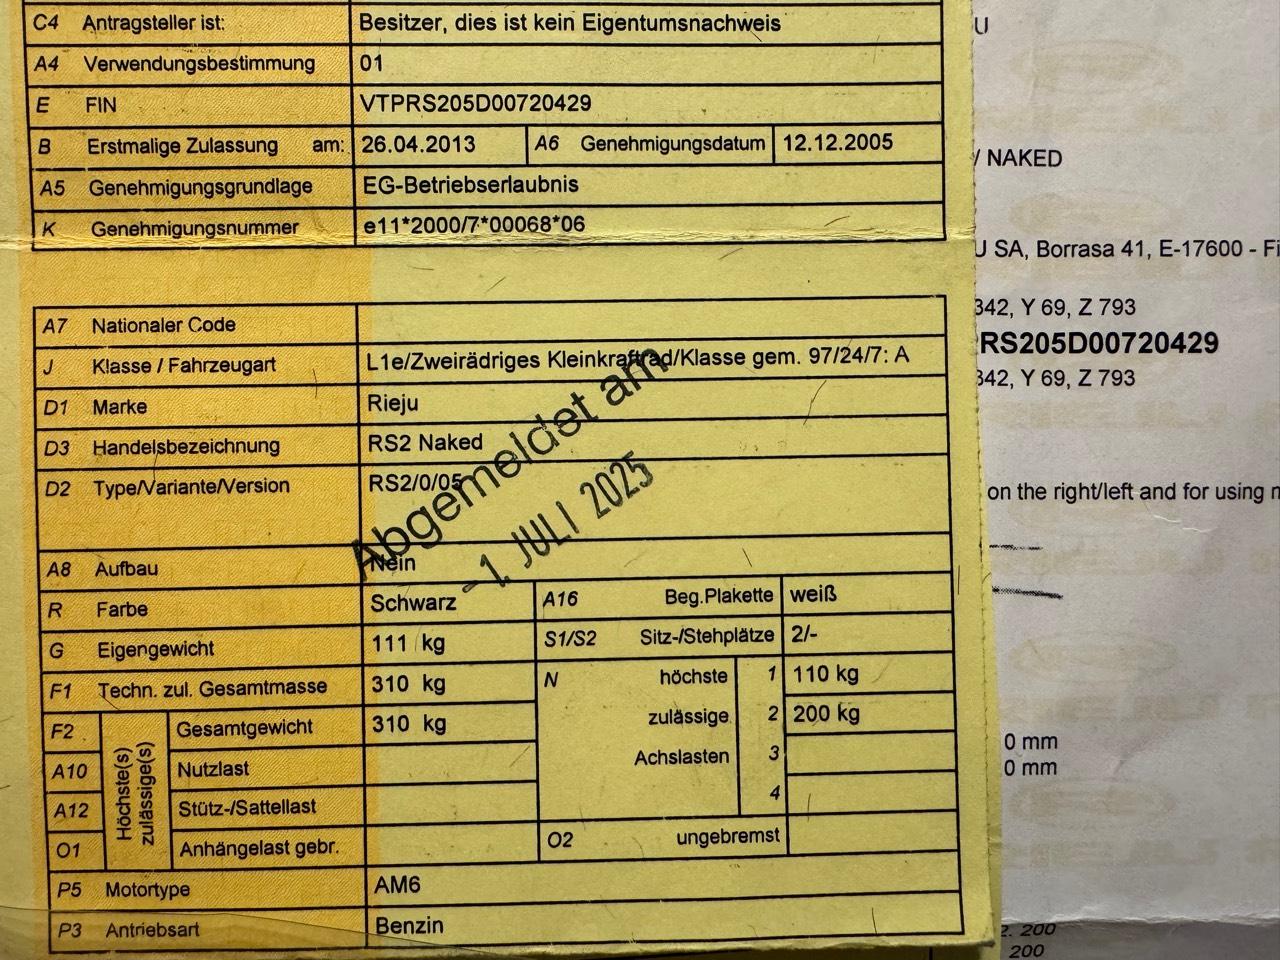 C4 Antragsteller ist: Besitzer, dies ist kein Eigentumsnachweis
A4 Verwendungsbestimmung 01
E FIN VTPRS205D00720429
B Erstmalige Zulassung am: 26.04.2013 A6 Genehmigungsdatum 12.12.2005
A5 Genehmigungsgrundlage EG-Betriebserlaubnis
K Genehmigungsnummer e11*2000/7*00068*06
A7 Nationaler Code
J Klasse / Fahrzeugart L1e/Zweirädriges Kleinkraftrad/Klasse gem. 97/24/7: A
D1 Marke Rieju
D3 Handelsbezeichnung RS2 Naked
D2 Type/Variante/Version RS2/0/05
Abgemeldet am
-1. JULI 2025
A8 Aufbau Nein
R Farbe Schwarz A16 Beg.Plakette weiß
G Eigengewicht 111 kg S1/S2 Sitz-/Stehplätze 2/-
F1 Techn. zul. Gesamtmasse 310 kg N höchste 1 110 kg
F2 Höchste(s) zulässige(s) Gesamtgewicht 310 kg zulässige 2 200 kg
A10 Nutzlast Achslasten 3
A12 Stütz-/Sattellast 4
O1 Anhängelast gebr. O2 ungebremst
P5 Motortype AM6
P3 Antriebsart Benzin
U
/ NAKED
U SA, Borrasa 41, E-17600 - Fi
342, Y 69, Z 793
RS205D00720429
342, Y 69, Z 793
on the right/left and for using
0 mm
0 mm
2. 200
200